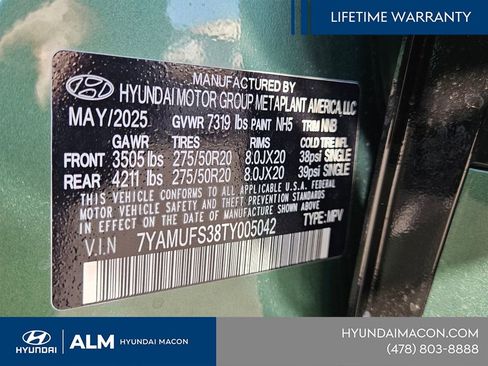 LIFETIME WARRANTY
MANUFACTURED BY
HYUNDAI MOTOR GROUP METAPLANT AMERICA, LLC
MAY/2025 GVWR 7319 lbs PAINT NH5 TRIM NNB
GAWR TIRES RIMS COLD TIRE INFL
FRONT 3505 lbs 275/50R20 8.0JX20 38psi SINGLE
REAR 4211 lbs 275/50R20 8.0JX20 39psi SINGLE
THIS VEHICLE CONFORMS TO ALL APPLICABLE U.S. FEDERAL
MOTOR VEHICLE SAFETY AND THEFT PREVENTION STANDARDS
IN EFFECT ON THE DATE OF MANUFACTURE SHOWN ABOVE.
V.I.N 7YAMUFS38TY005042 TYPE: MPV
HYUNDAI
ALM HYUNDAI MACON
HYUNDAIMACON.COM
(478) 803-8888